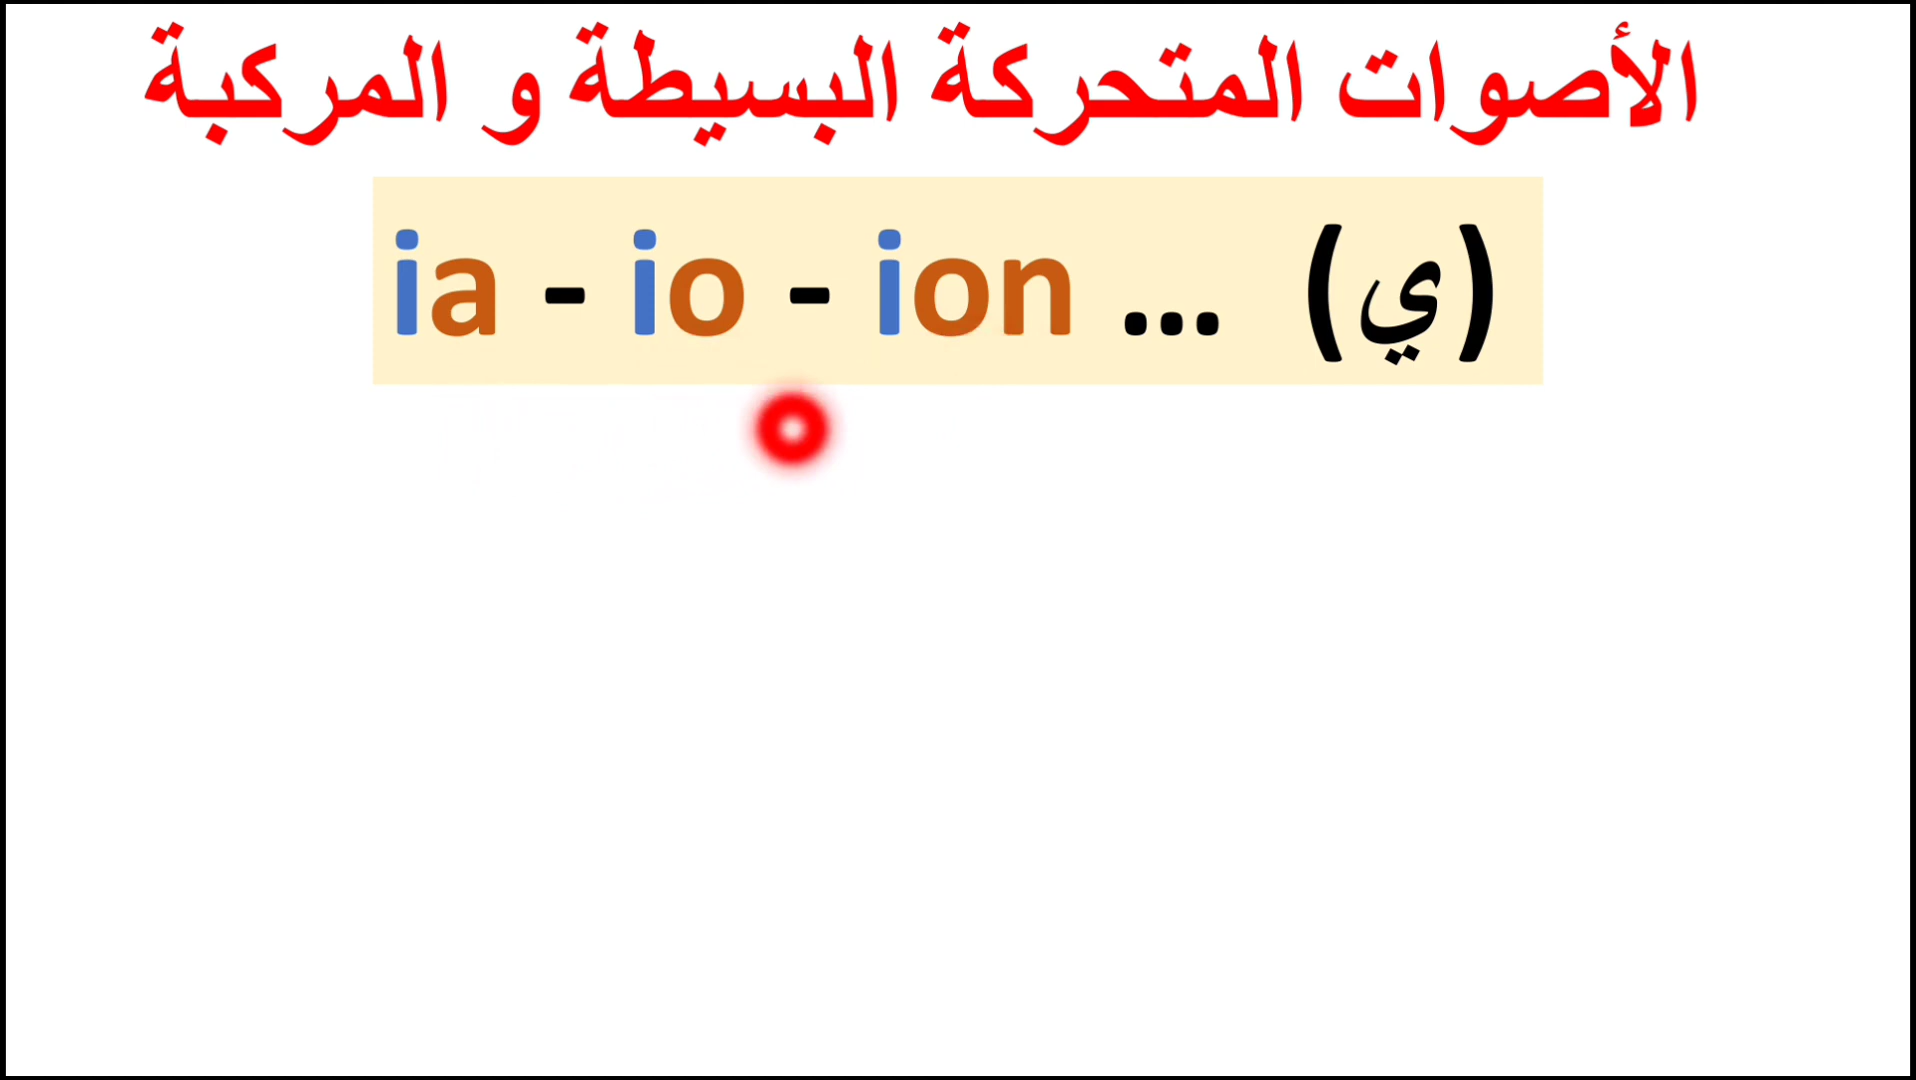 الأصوات المتحركة البسيطة و المركبة
ia - io - ion ... (ي)